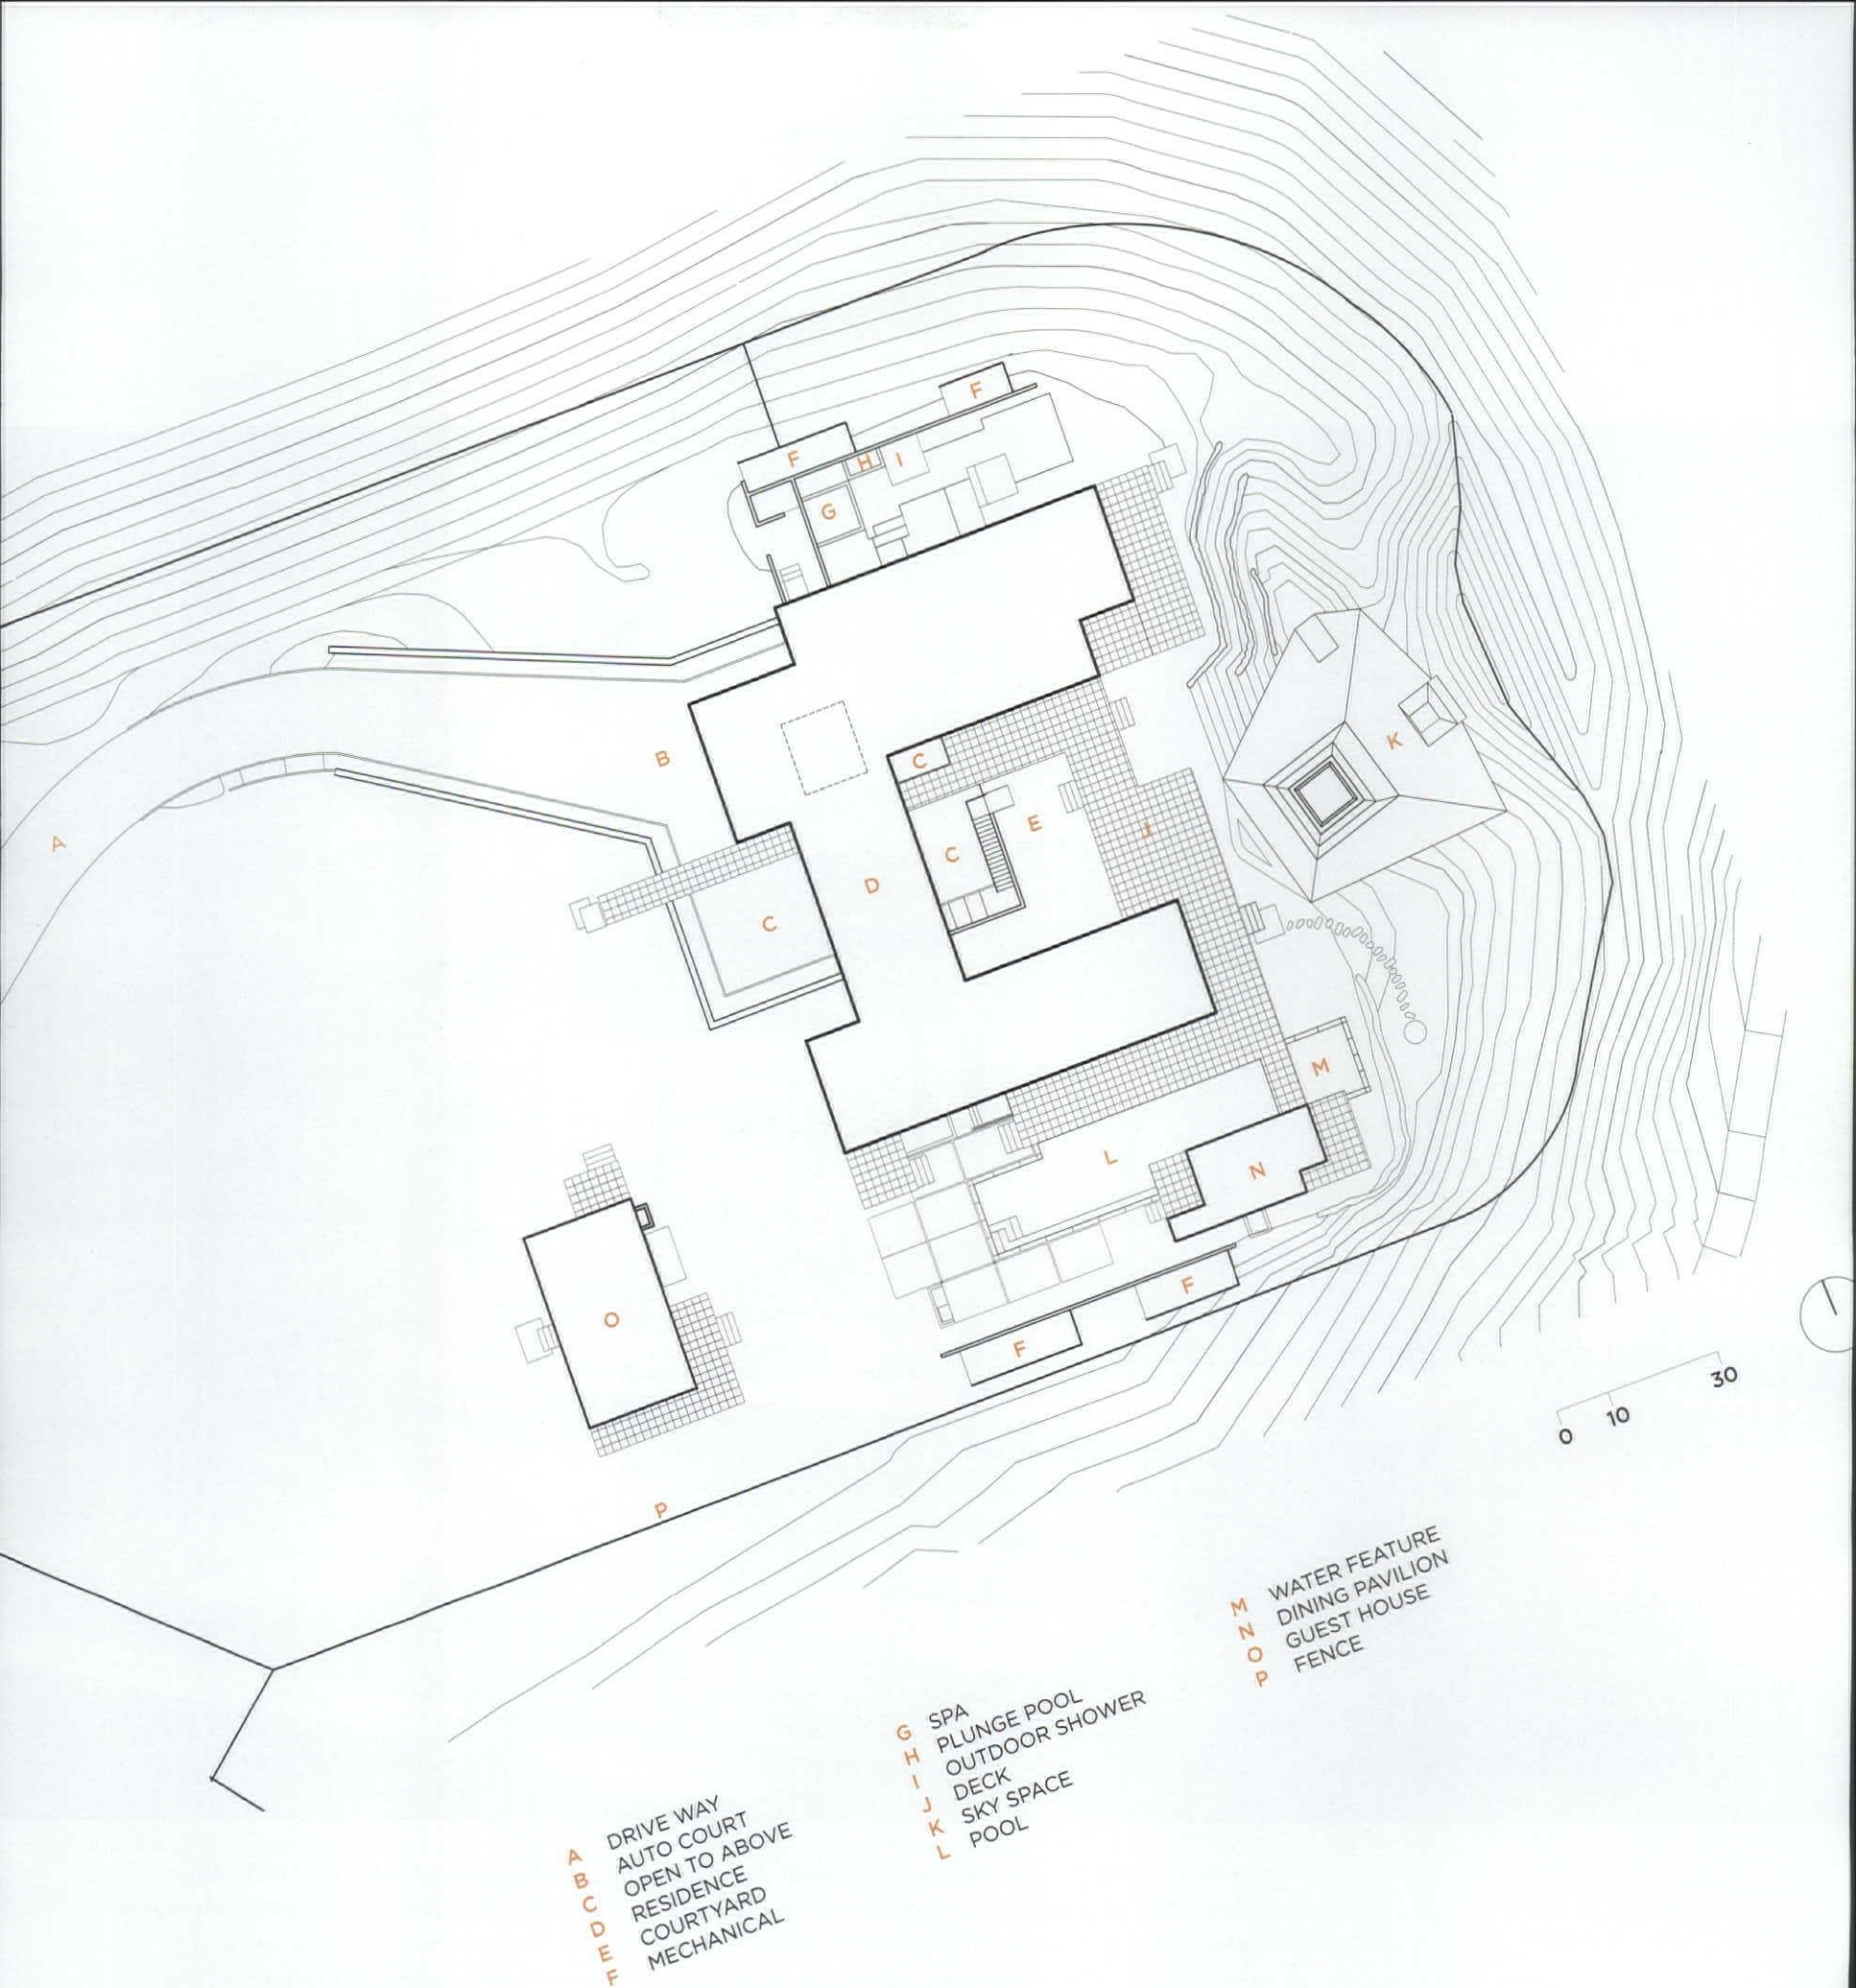 F
F
H
I
G
K
B
C
E
J
A
C
D
C
M
L
N
F
O
F
30
10
0
P
M WATER FEATURE
N DINING PAVILION
O GUEST HOUSE
P FENCE
G SPA
H PLUNGE POOL
I OUTDOOR SHOWER
J DECK
K SKY SPACE
L POOL
A DRIVE WAY
B AUTO COURT
C OPEN TO ABOVE
D RESIDENCE
E COURTYARD
F MECHANICAL